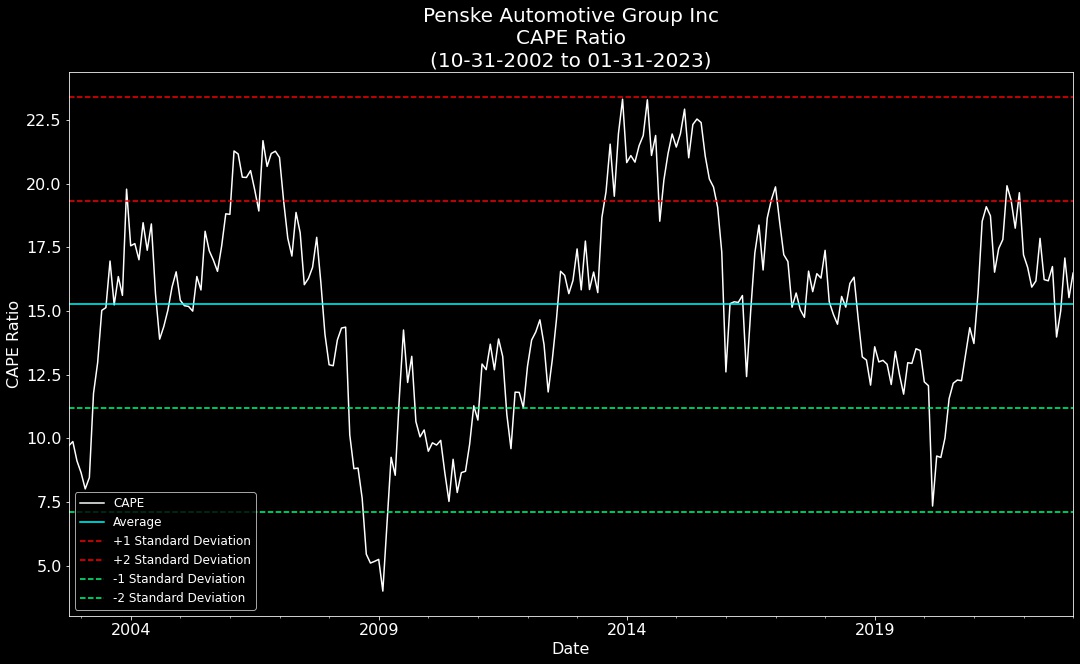 Penske Automotive Group Inc
CAPE Ratio
(10-31-2002 to 01-31-2023)
CAPE Ratio
22.5
20.0
17.5
15.0
12.5
10.0
7.5
5.0
CAPE
Average
+1 Standard Deviation
+2 Standard Deviation
-1 Standard Deviation
-2 Standard Deviation
2004
2009
2014
2019
Date